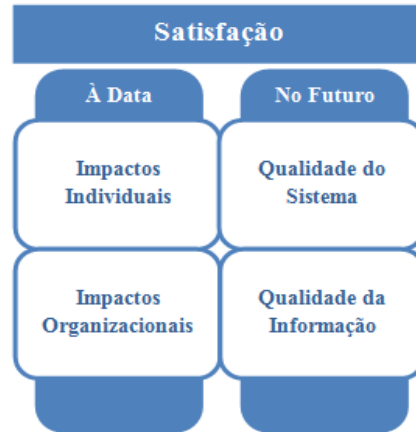 Satisfação
À Data
No Futuro
Impactos
Individuais
Qualidade do
Sistema
Impactos
Organizacionais
Qualidade da
Informação